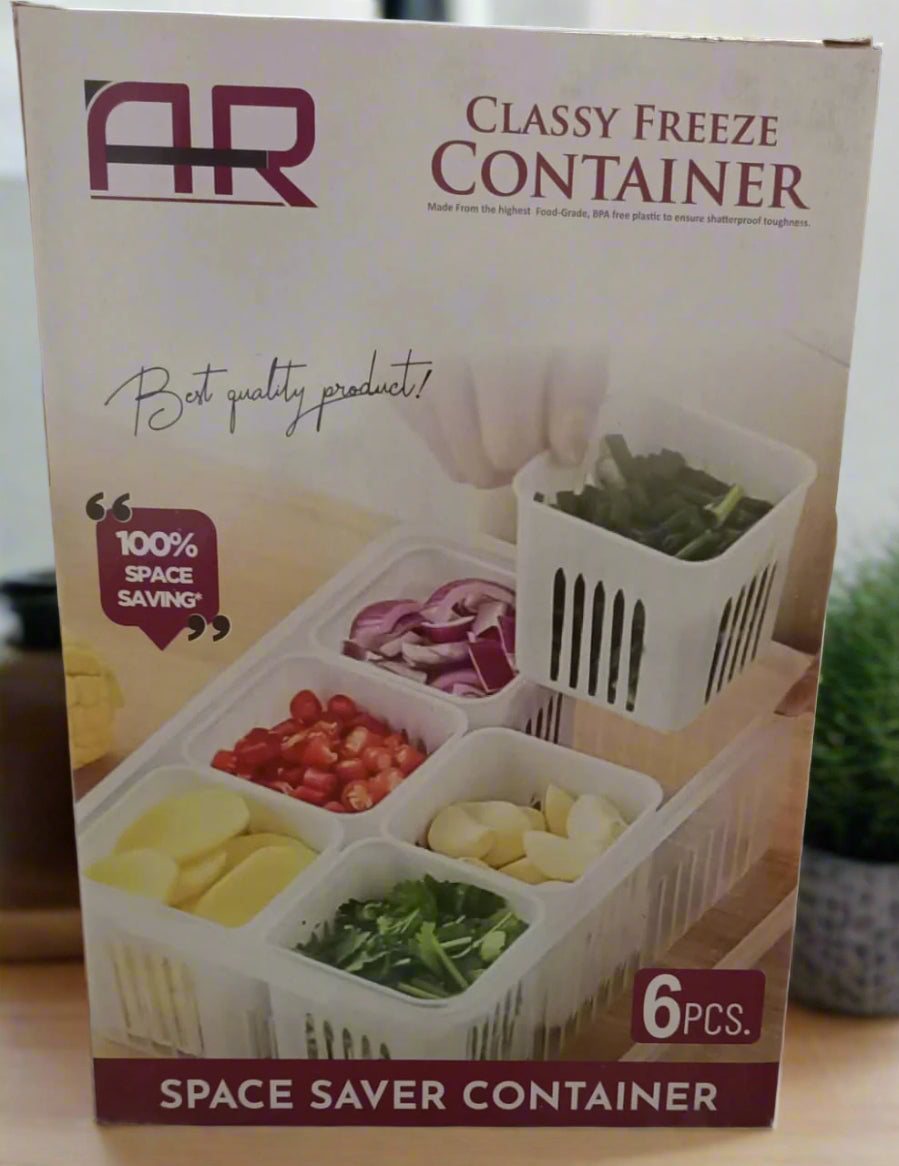 AR
CLASSY FREEZE
CONTAINER
Made From the highest Food-Grade, BPA free plastic to ensure shatterproof toughness.
Best quality product!
“
100%
SPACE
SAVING*
”
6PCS.
SPACE SAVER CONTAINER